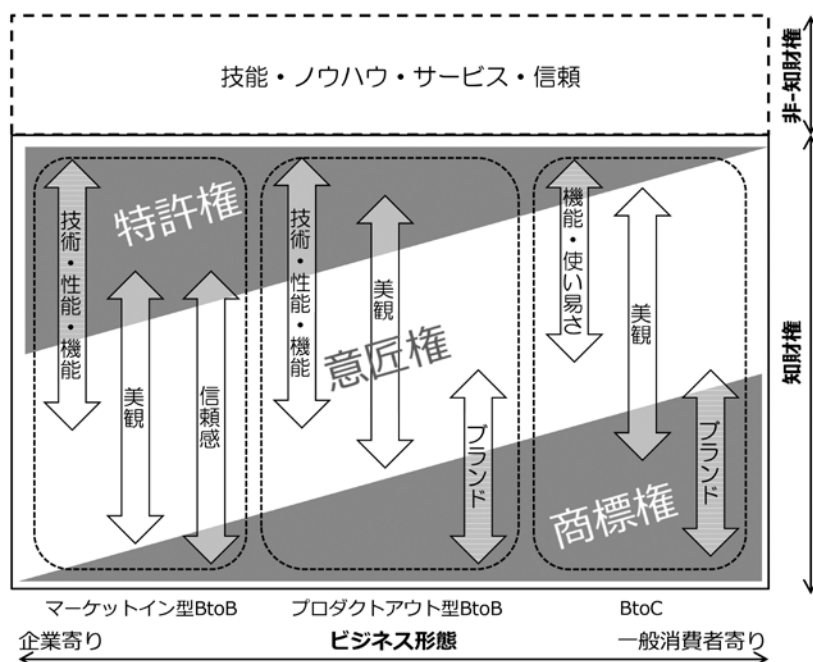 技能・ノウハウ・サービス・信頼
非-知財権
特許権
意匠権
商標権
技術・性能・機能
美観
信頼感
技術・性能・機能
美観
ブランド
機能・使い易さ
美観
ブランド
知財権
マーケットイン型BtoB
プロダクトアウト型BtoB
BtoC
企業寄り
ビジネス形態
一般消費者寄り